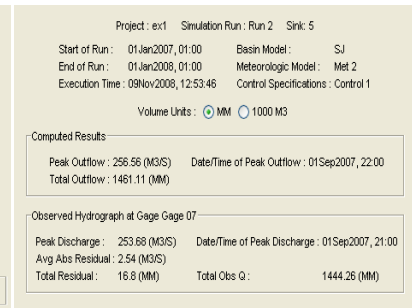 Project : ex1 Simulation Run : Run 2 Sink: 5
Start of Run : 01Jan2007, 01:00 Basin Model : SJ
End of Run : 01Jan2008, 01:00 Meteorologic Model : Met 2
Execution Time : 09Nov2008, 12:53:46 Control Specifications : Control 1
Volume Units : MM 1000 M3
Computed Results
Peak Outflow : 256.56 (M3/S) Date/Time of Peak Outflow : 01Sep2007, 22:00
Total Outflow : 1461.11 (MM)
Observed Hydrograph at Gage Gage 07
Peak Discharge : 253.68 (M3/S) Date/Time of Peak Discharge : 01Sep2007, 21:00
Avg Abs Residual : 2.54 (M3/S)
Total Residual : 16.8 (MM) Total Obs Q : 1444.26 (MM)